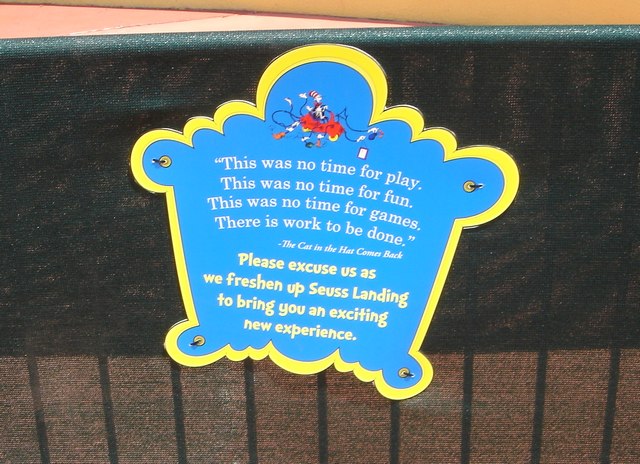 “This was no time for play.
This was no time for fun.
This was no time for games.
There is work to be done.”
-The Cat in the Hat Comes Back
Please excuse us as
we freshen up Seuss Landing
to bring you an exciting
new experience.